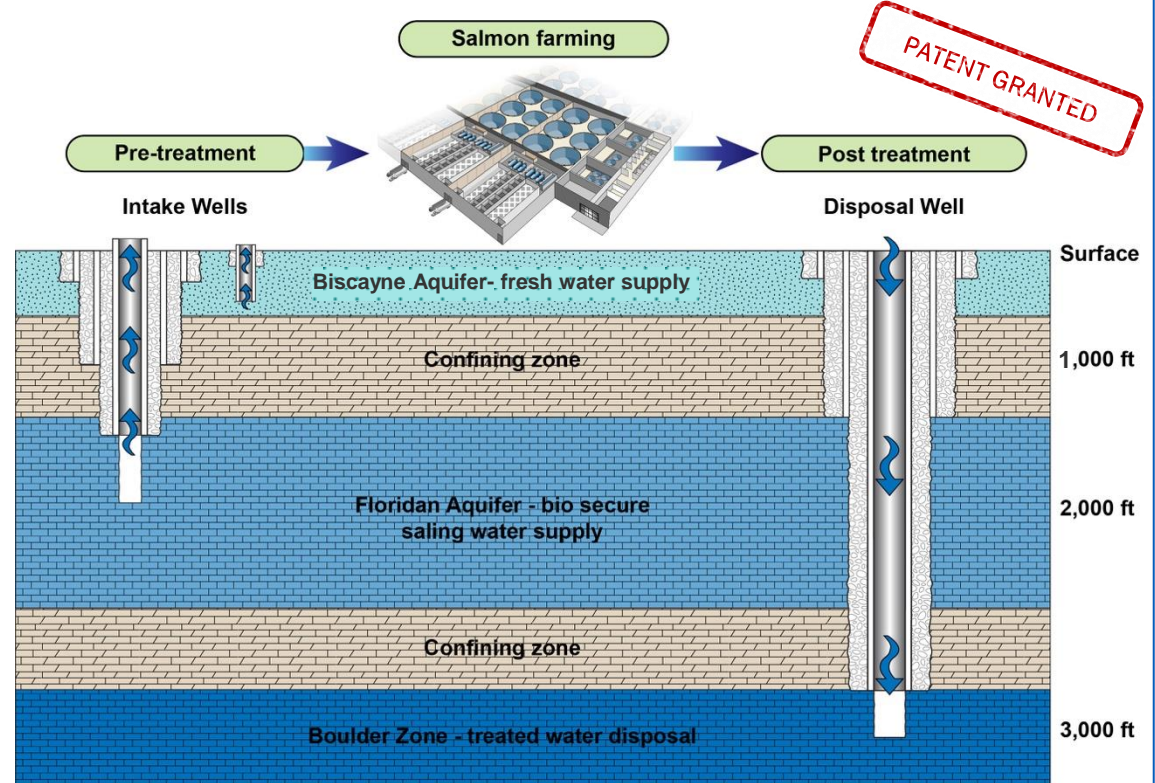 Salmon farming
PATENT GRANTED
Pre-treatment
Post treatment
Intake Wells
Disposal Well
Surface
Biscayne Aquifer- fresh water supply
Confining zone
1,000 ft
Floridan Aquifer - bio secure
saling water supply
2,000 ft
Confining zone
Boulder Zone - treated water disposal
3,000 ft